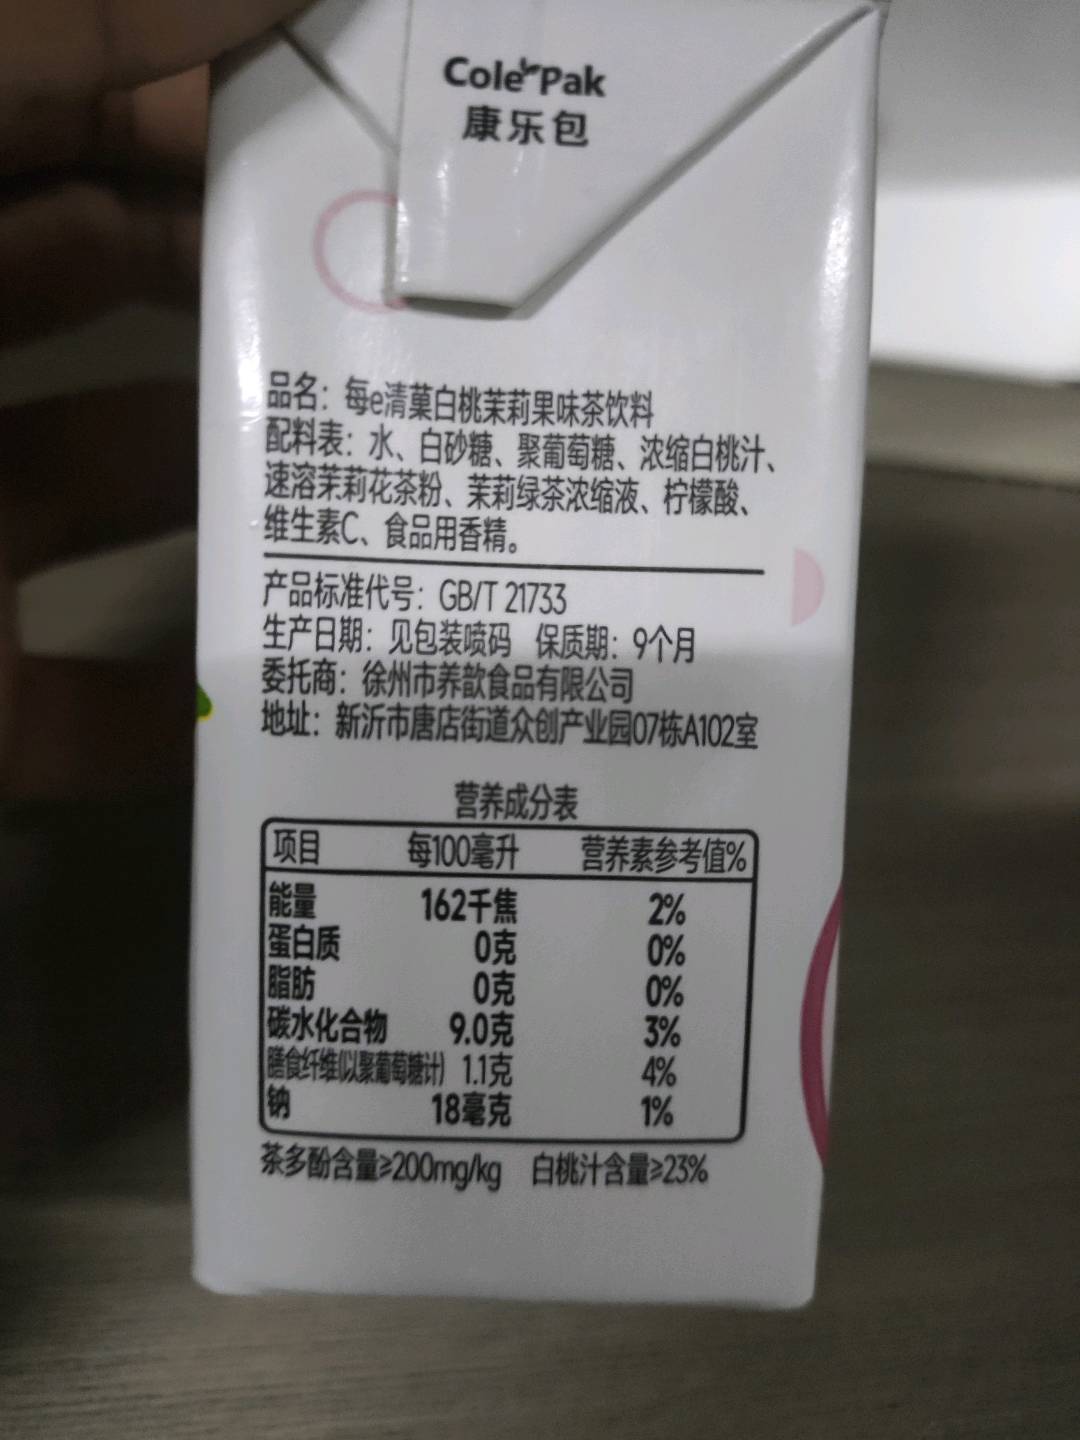 Cole Pak
康乐包
品名：每e清菓白桃茉莉果味茶饮料
配料表：水、白砂糖、聚葡萄糖、浓缩白桃汁、
速溶茉莉花茶粉、茉莉绿茶浓缩液、柠檬酸、
维生素C、食品用香精。
产品标准代号：GB/T 21733
生产日期：见包装喷码 保质期：9个月
委托商：徐州市养歆食品有限公司
地址：新沂市唐店街道众创产业园07栋A102室
营养成分表
项目 每100毫升 营养素参考值%
能量 162千焦 2%
蛋白质 0克 0%
脂肪 0克 0%
碳水化合物 9.0克 3%
膳食纤维(以聚葡萄糖计) 1.1克 4%
钠 18毫克 1%
茶多酚含量≥200mg/kg 白桃汁含量≥23%